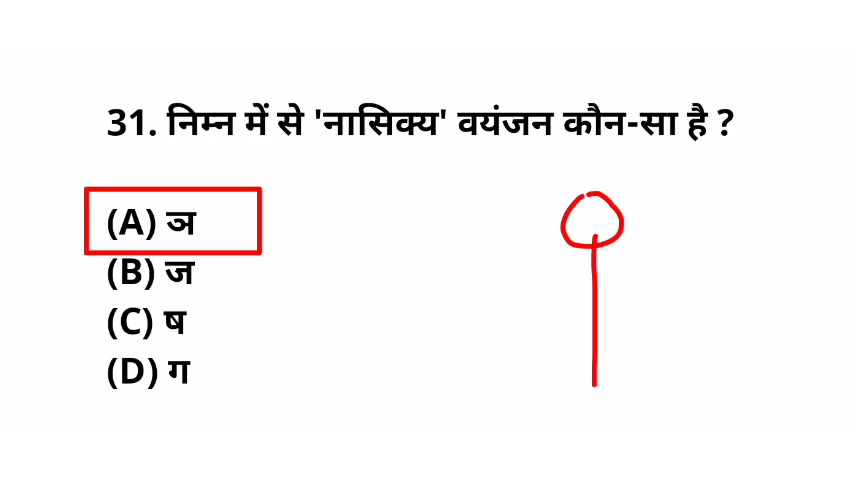 31. निम्न में से 'नासिक्य' वयंजन कौन-सा है ?
(A) ञ
(B) ज
(C) ष
(D) ग